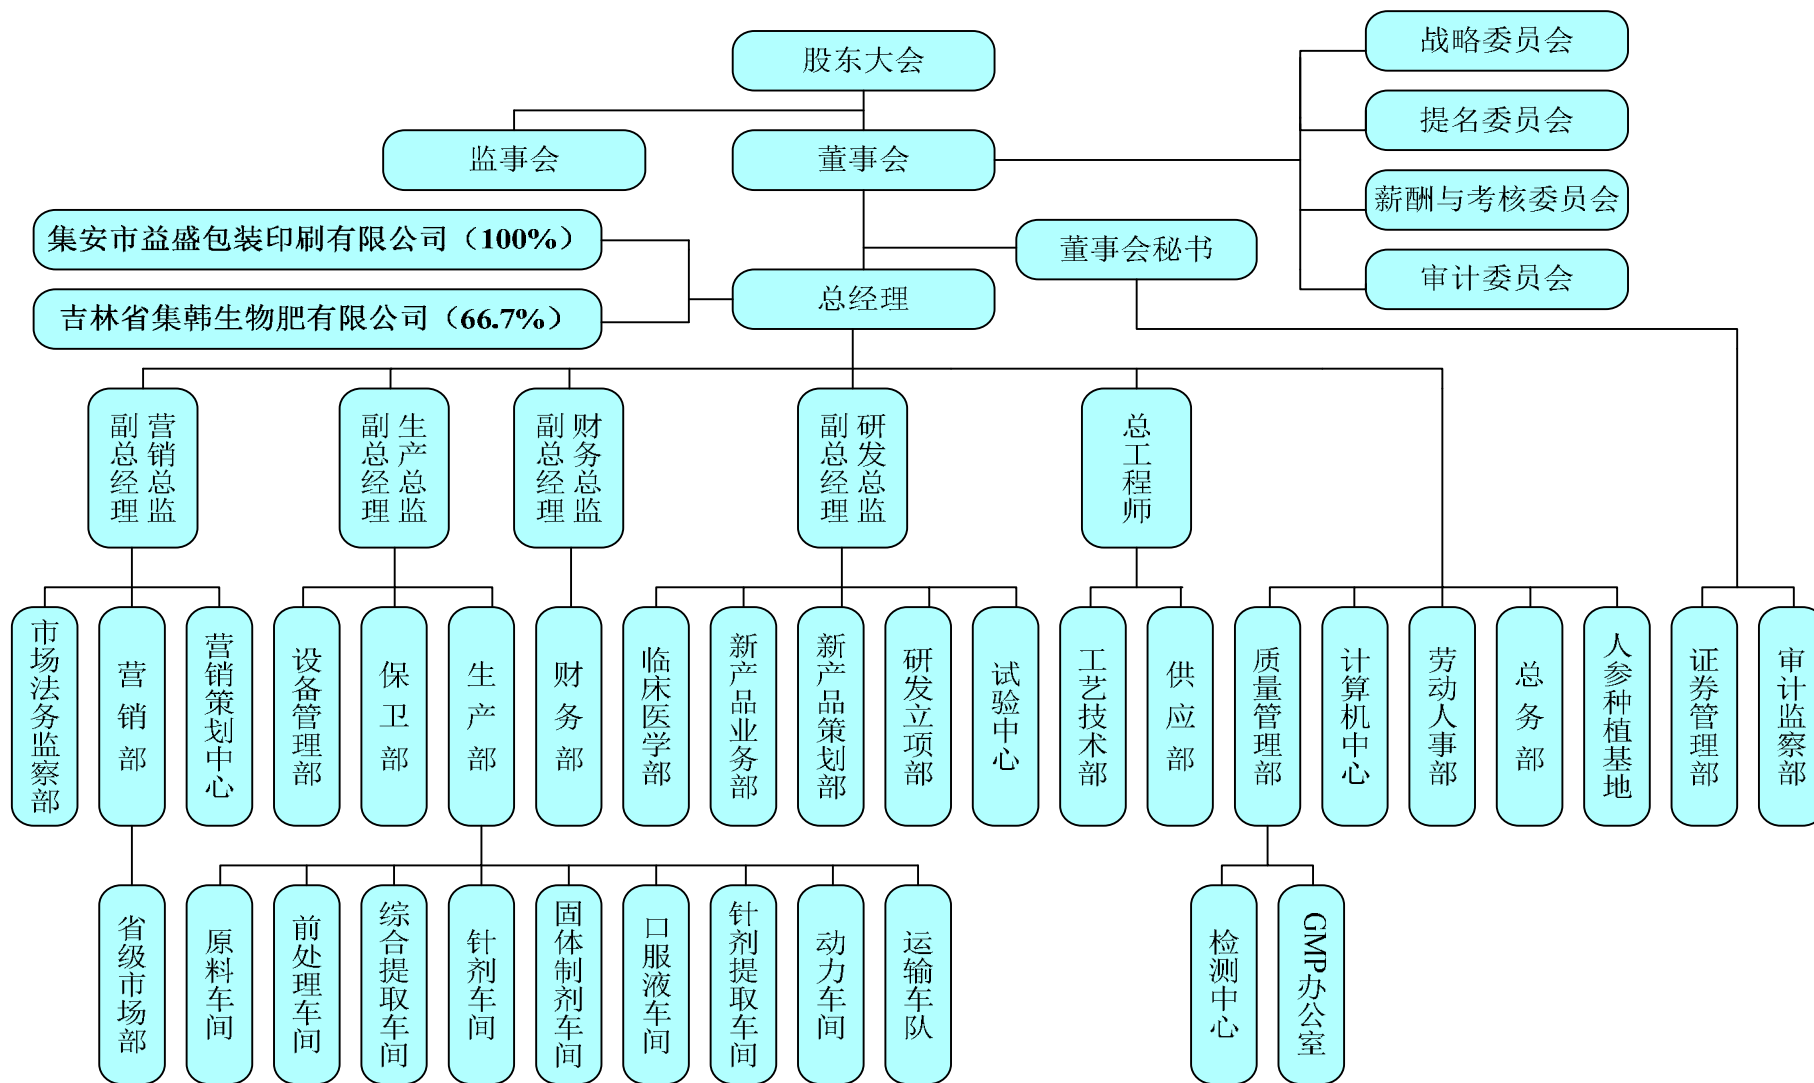 股东大会
战略委员会
提名委员会
监事会
董事会
薪酬与考核委员会
集安市益盛包装印刷有限公司（100%）
董事会秘书
审计委员会
总经理
吉林省集韩生物肥有限公司（66.7%）
营销总监
副总经理
生产总监
副总经理
财务总监
副总经理
研发总监
副总经理
总工程师
市场法务监察部
营销部
营销策划中心
设备管理部
保卫部
生产部
财务部
临床医学部
新产品业务部
新产品策划部
研发立项部
试验中心
工艺技术部
供应部
质量管理部
计算机中心
劳动人事部
总务部
人参种植基地
证券管理部
审计监察部
省级市场部
原料车间
前处理车间
综合提取车间
针剂车间
固体制剂车间
口服液车间
针剂提取车间
动力车间
运输车队
检测中心
GMP办公室